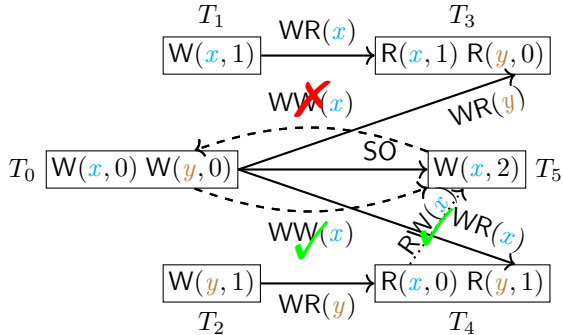 T₁ T₃
W(x, 1) WR(x) R(x, 1) R(y, 0)
WW(x) WR(y)
SO
T₀ W(x, 0) W(y, 0) W(x, 2) T₅
WW(x) RW(x) WR(x)
W(y, 1) WR(y) R(x, 0) R(y, 1)
T₂ T₄